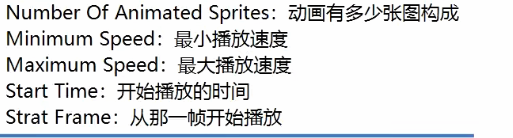 Number Of Animated Sprites：动画有多少张图构成
Minimum Speed：最小播放速度
Maximum Speed：最大播放速度
Start Time：开始播放的时间
Strat Frame：从那一帧开始播放